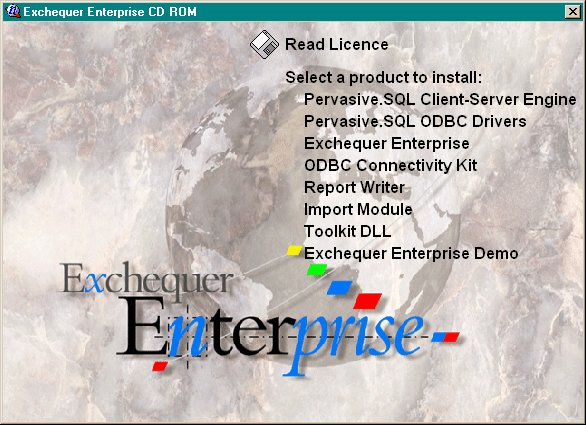 Exchequer Enterprise CD ROM
Read Licence
Select a product to install:
Pervasive.SQL Client-Server Engine
Pervasive.SQL ODBC Drivers
Exchequer Enterprise
ODBC Connectivity Kit
Report Writer
Import Module
Toolkit DLL
Exchequer Enterprise Demo
Exchequer
Enterprise